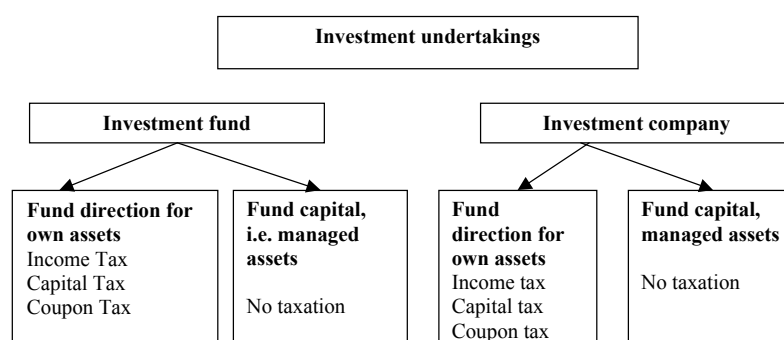 Investment undertakings
Investment fund
Investment company
Fund direction for
own assets
Income Tax
Capital Tax
Coupon Tax
Fund capital,
i.e. managed
assets
No taxation
Fund
direction for
own assets
Income tax
Capital tax
Coupon tax
Fund capital,
managed assets
No taxation